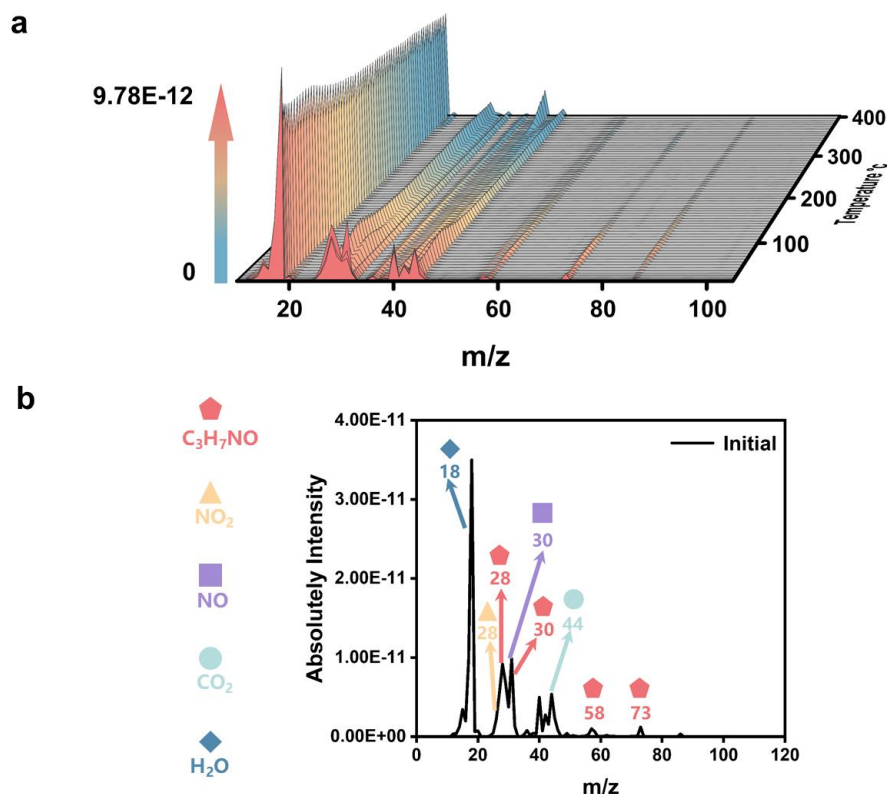 a
9.78E-12
0
400
300
200
100
Temperature °c
20
40
60
80
100
m/z
b
C₃H₇NO
NO₂
NO
CO₂
H₂O
4.00E-11
3.00E-11
2.00E-11
1.00E-11
0.00E+00
Absolutely Intensity
Initial
18
28
28
30
30
44
58
73
0
20
40
60
80
100
120
m/z